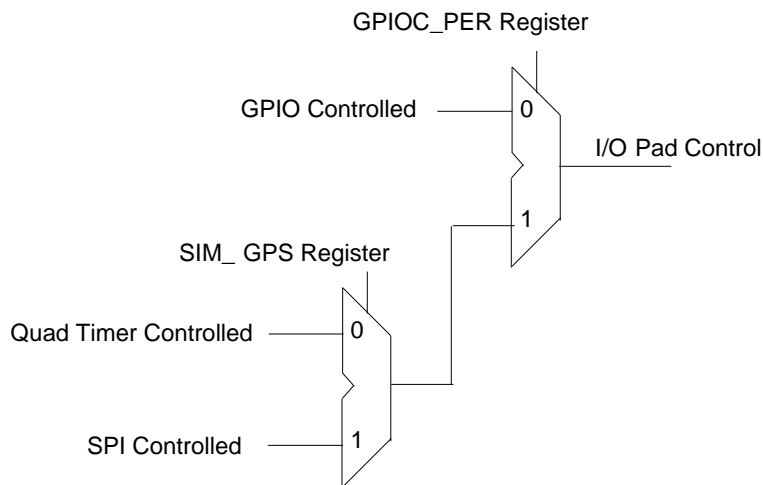 GPIOC_PER Register
GPIO Controlled
0
I/O Pad Control
1
SIM_ GPS Register
Quad Timer Controlled
0
SPI Controlled
1